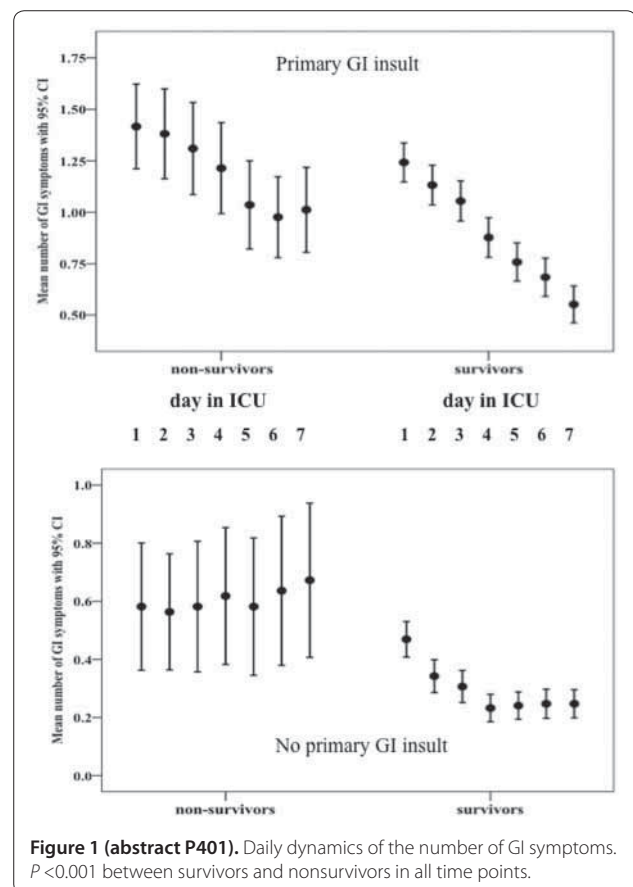 Primary GI insult
Mean number of GI symptoms with 95% CI
1.75
1.50
1.25
1.00
0.75
0.50
non-survivors survivors
day in ICU day in ICU
1 2 3 4 5 6 7 1 2 3 4 5 6 7
Mean number of GI symptoms with 95% CI
1.0
0.8
0.6
0.4
0.2
0.0
No primary GI insult
non-survivors survivors
Figure 1 (abstract P401). Daily dynamics of the number of GI symptoms.
P <0.001 between survivors and nonsurvivors in all time points.